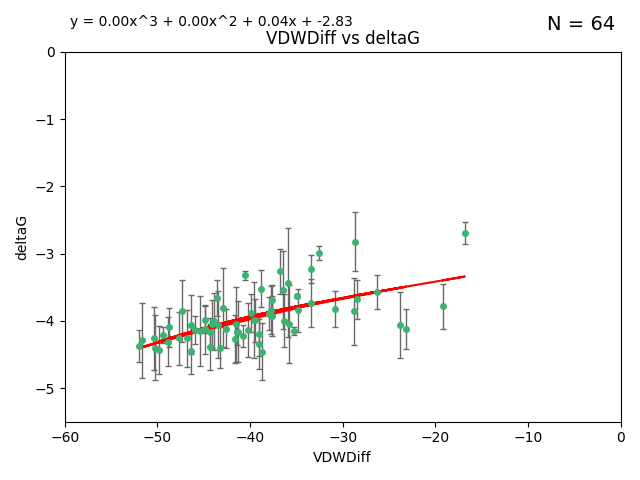 y = 0.00x^3 + 0.00x^2 + 0.04x + -2.83
N = 64
VDWDiff vs deltaG
0
−1
−2
−3
−4
−5
deltaG
−60 −50 −40 −30 −20 −10 0
VDWDiff